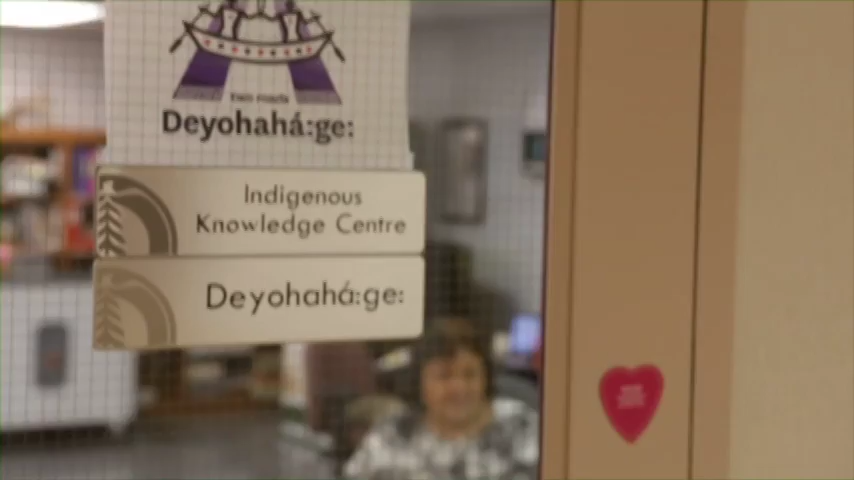 two roads
Deyohahá:ge:
Indigenous
Knowledge Centre
Deyohahá:ge: